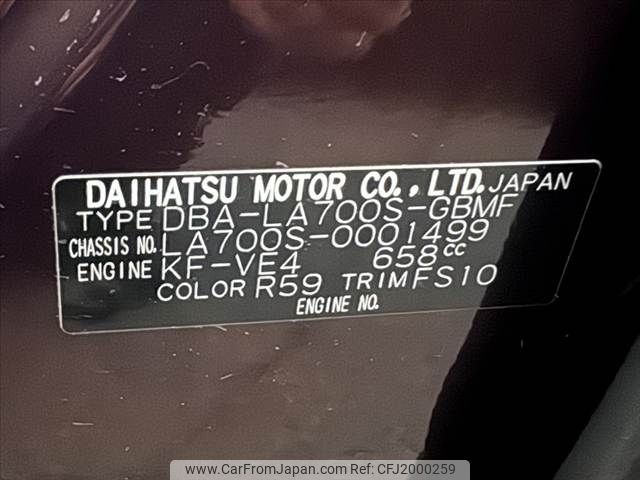 DAIHATSU MOTOR CO., LTD. JAPAN
TYPE DBA-LA700S-GBMF
CHASSIS NO. LA700S-0001499
ENGINE KF-VE4 658cc
COLOR R59 TRIM FS10
ENGINE NO.
www.CarFromJapan.com Ref: CFJ2000259